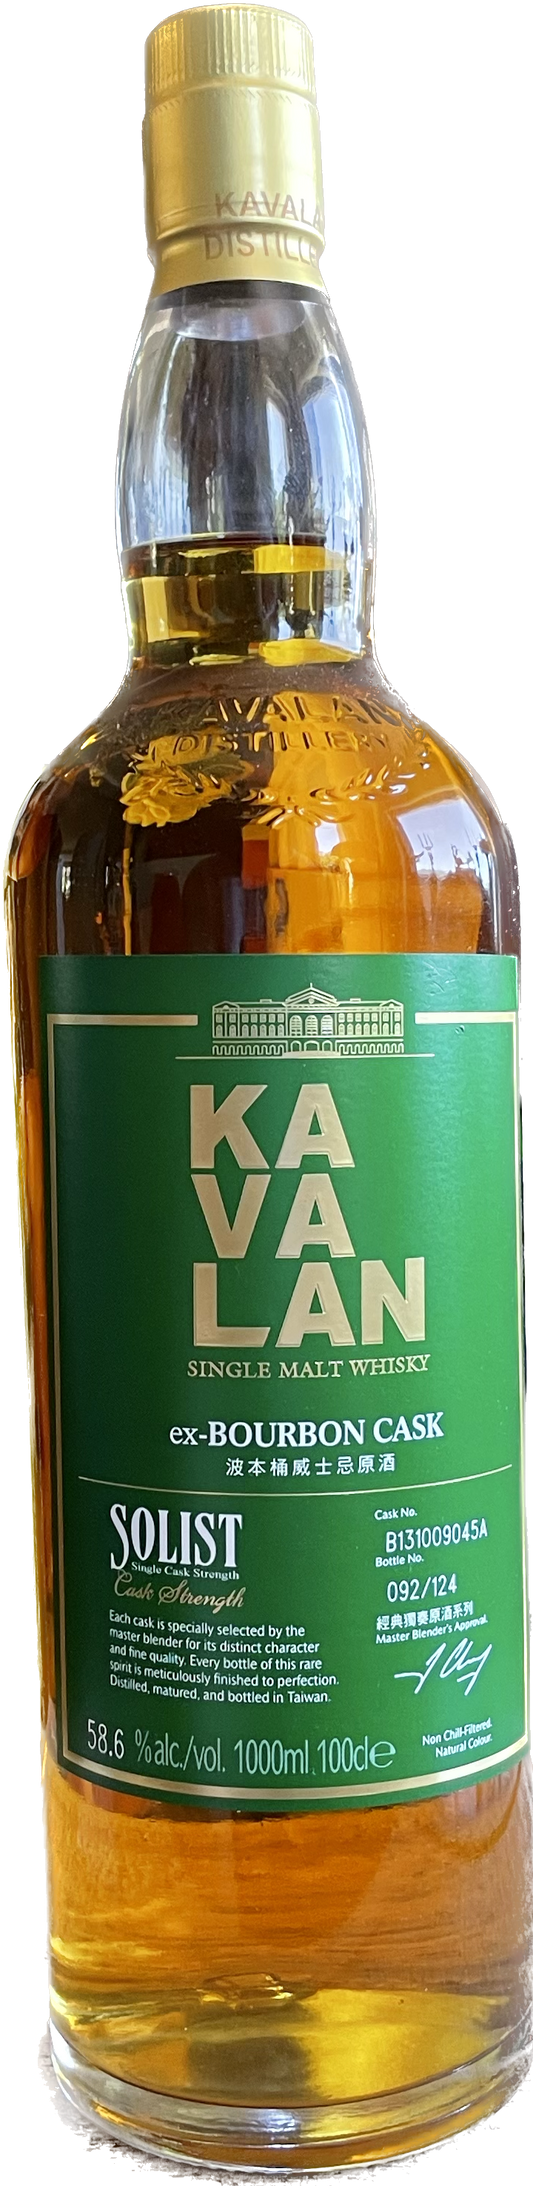 KAVALA
DISTILLE
KAVALAN
DISTILLERY
KA
VA
LAN
SINGLE MALT WHISKY
ex-BOURBON CASK
波本桶威士忌原酒
SOLIST
Single Cask Strength
Cask Strength
Each cask is specially selected by the
master blender for its distinct character
and fine quality. Every bottle of this rare
spirit is meticulously finished to perfection.
Distilled, matured, and bottled in Taiwan.
Cask No.
B131009045A
Bottle No.
092/124
經典獨奏原酒系列
Master Blender's Approval.
58.6 %alc./vol. 1000ml 100cl℮
Non Chill-Filtered.
Natural Colour.